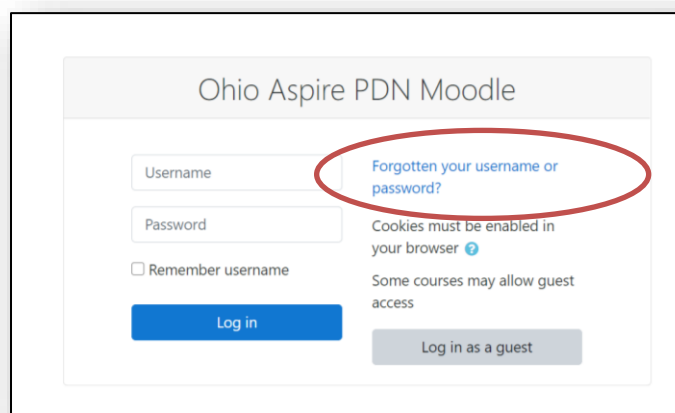 Ohio Aspire PDN Moodle
Username
Password
Remember username
Log in
Forgotten your username or
password?
Cookies must be enabled in
your browser
Some courses may allow guest
access
Log in as a guest